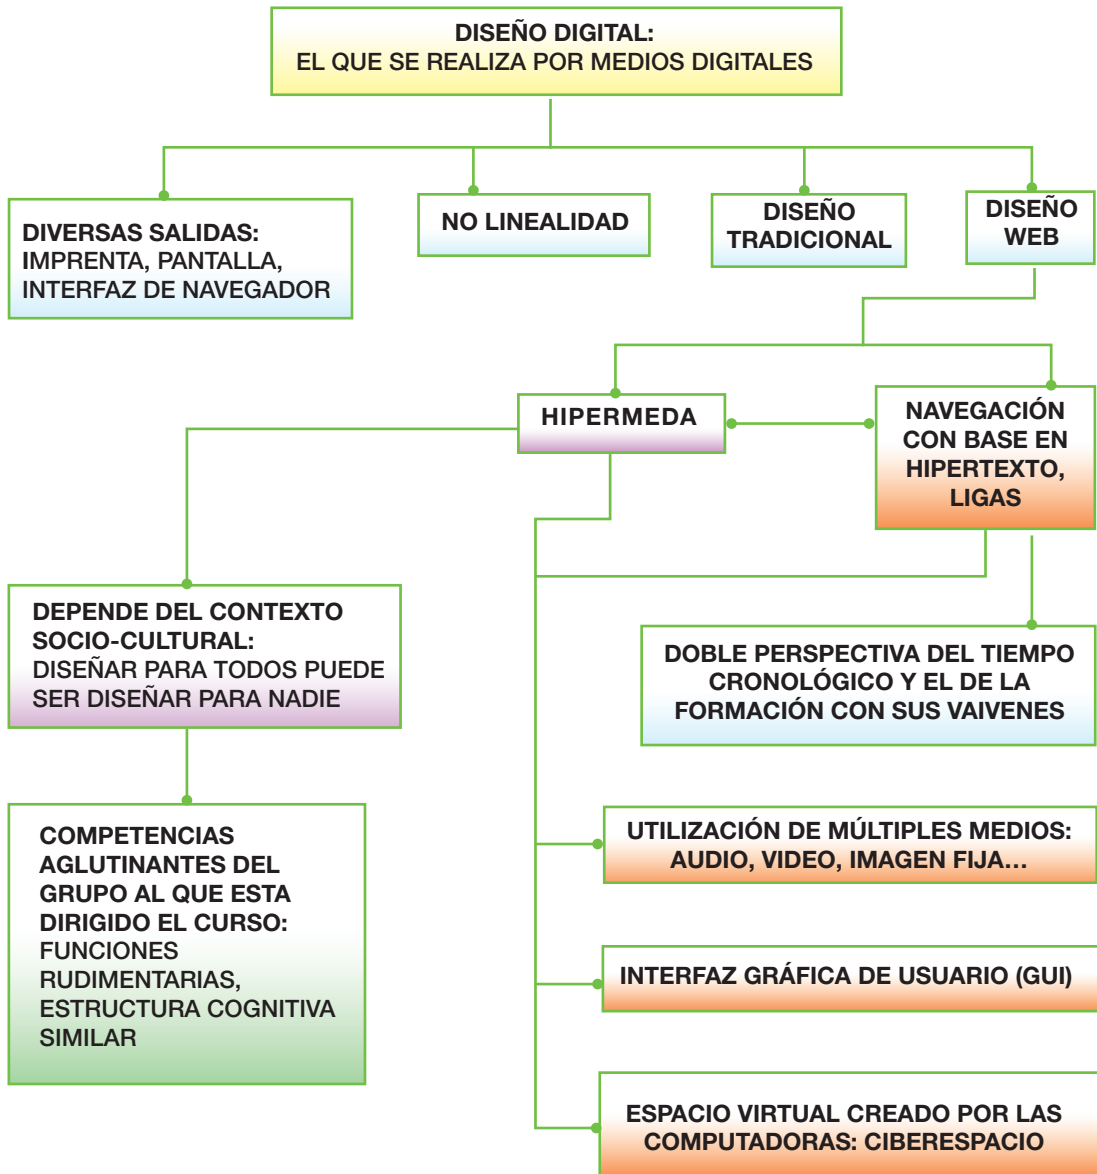 DISEÑO DIGITAL:
EL QUE SE REALIZA POR MEDIOS DIGITALES
DIVERSAS SALIDAS:
IMPRENTA, PANTALLA,
INTERFAZ DE NAVEGADOR
NO LINEALIDAD
DISEÑO
TRADICIONAL
DISEÑO
WEB
HIPERMEDA
NAVEGACIÓN
CON BASE EN
HIPERTEXTO,
LIGAS
DEPENDE DEL CONTEXTO
SOCIO-CULTURAL:
DISEÑAR PARA TODOS PUEDE
SER DISEÑAR PARA NADIE
DOBLE PERSPECTIVA DEL TIEMPO
CRONOLÓGICO Y EL DE LA
FORMACIÓN CON SUS VAIVENES
COMPETENCIAS
AGLUTINANTES DEL
GRUPO AL QUE ESTA
DIRIGIDO EL CURSO:
FUNCIONES
RUDIMENTARIAS,
ESTRUCTURA COGNITIVA
SIMILAR
UTILIZACIÓN DE MÚLTIPLES MEDIOS:
AUDIO, VIDEO, IMAGEN FIJA…
INTERFAZ GRÁFICA DE USUARIO (GUI)
ESPACIO VIRTUAL CREADO POR LAS
COMPUTADORAS: CIBERESPACIO